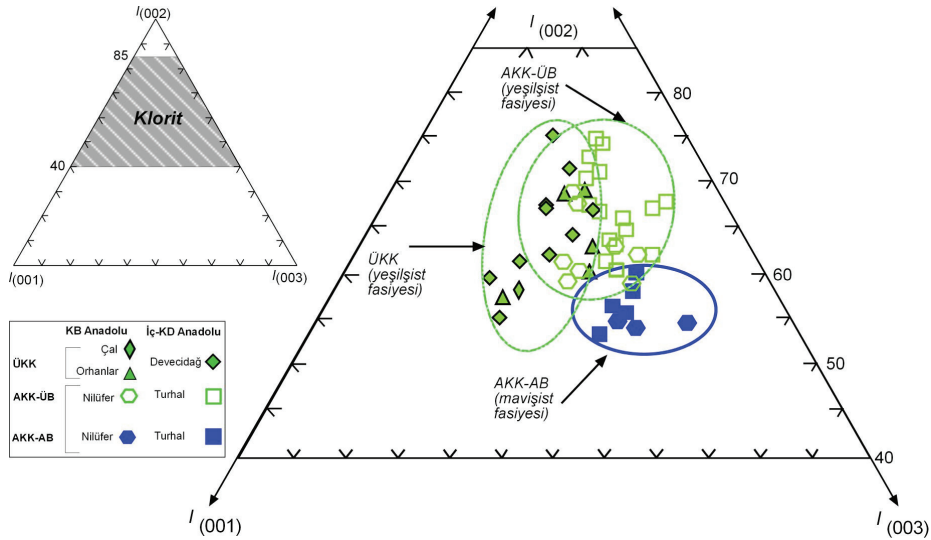 I (002)
85
Klorit
40
I (001)
I (003)
I (002)
AKK-ÜB
(yeşilşist
fasiyesi)
80
70
ÜKK
(yeşilşist
fasiyesi)
60
50
AKK-AB
(mavişist
fasiyesi)
40
I (001)
I (003)
KB Anadolu İç-KD Anadolu
ÜKK Çal Devecidağ
Orhanlar
AKK-ÜB Nilüfer Turhal
AKK-AB Nilüfer Turhal